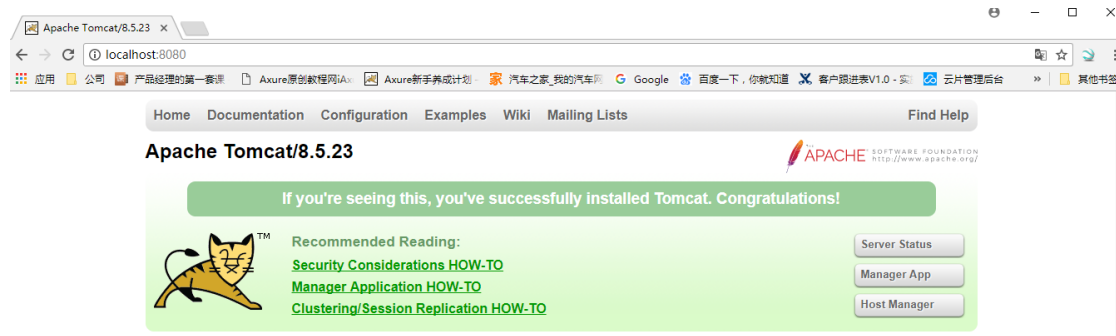 Apache Tomcat/8.5.23
localhost:8080
应用 公司 产品经理的第一套课 Axure原创教程网iAx Axure新手养成计划- 汽车之家_我的汽车网 Google 百度一下，你就知道 客户跟进表V1.0 - 实 云片管理后台 » 其他书签
Home Documentation Configuration Examples Wiki Mailing Lists Find Help
Apache Tomcat/8.5.23
APACHE SOFTWARE FOUNDATION
http://www.apache.org/
If you're seeing this, you've successfully installed Tomcat. Congratulations!
TM
Recommended Reading:
Security Considerations HOW-TO
Manager Application HOW-TO
Clustering/Session Replication HOW-TO
Server Status
Manager App
Host Manager